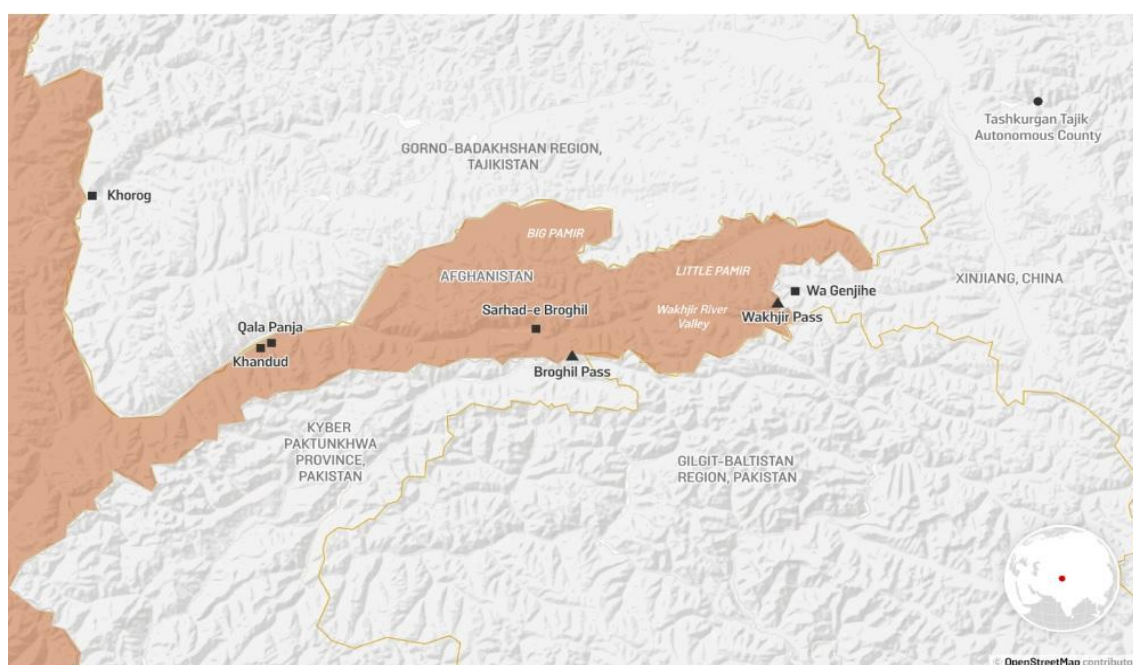 Tashkurgan Tajik
Autonomous County
GORNO-BADAKHSHAN REGION,
TAJIKISTAN
Khorog
BIG PAMIR
AFGHANISTAN
LITTLE PAMIR
XINJIANG, CHINA
Wa Genjihe
Sarhad-e Broghil
Wakhjir River
Valley
Wakhjir Pass
Qala Panja
Khandud
Broghil Pass
KYBER
PAKTUNKHWA
PROVINCE,
PAKISTAN
GILGIT-BALTISTAN
REGION, PAKISTAN
© OpenStreetMap contributo